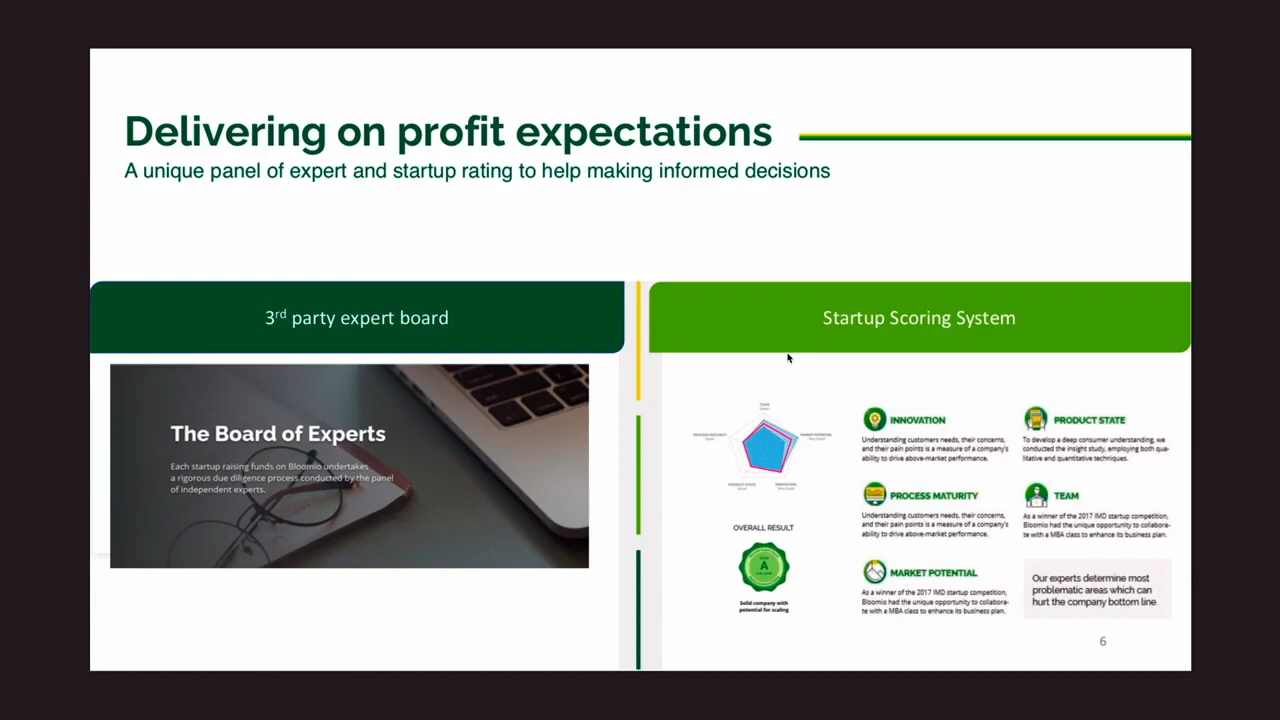 Delivering on profit expectations
A unique panel of expert and startup rating to help making informed decisions
3rd party expert board
Startup Scoring System
The Board of Experts
Each startup raising funds on Bloomio undertakes
a rigorous due diligence process conducted by the panel
of independent experts.
TEAM
PROCESS MATURITY
MARKET POTENTIAL
PRODUCT STATE
INNOVATION
OVERALL RESULT
A
Solid company with
potential for scaling
INNOVATION
Understanding customers needs, their concerns,
and their pain points is a measure of a company's
ability to drive above-market performance.
PRODUCT STATE
To develop a deep consumer understanding, we
conducted the insight study, employing both qua-
litative and quantitative techniques.
PROCESS MATURITY
Understanding customers needs, their concerns,
and their pain points is a measure of a company's
ability to drive above-market performance.
TEAM
As a winner of the 2017 IMD startup competition,
Bloomio had the unique opportunity to collabora-
te with a MBA class to enhance its business plan.
MARKET POTENTIAL
As a winner of the 2017 IMD startup competition,
Bloomio had the unique opportunity to collabora-
te with a MBA class to enhance its business plan.
Our experts determine most
problematic areas which can
hurt the company bottom line.
6